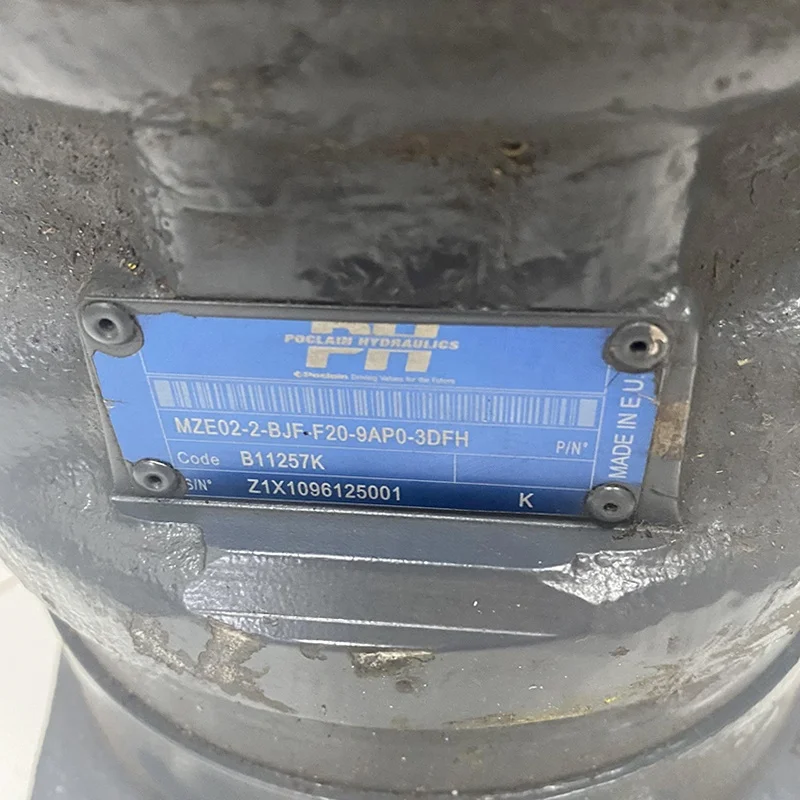 PH
POCLAIN HYDRAULICS
Poclain Driving Values for the Future
MZE02-2-BJF-F20-9AP0-3DFH
P/N°
Code B11257K
S/N° Z1X1096125001 K
MADE IN E.U.